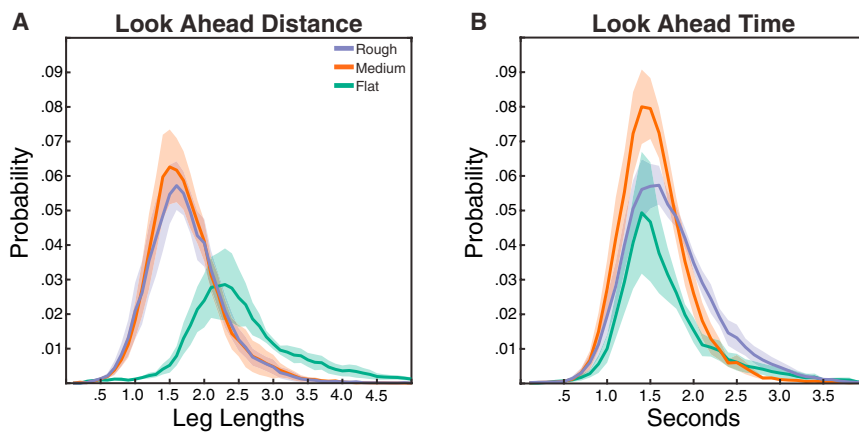 A
Look Ahead Distance
Rough
Medium
Flat
Probability
.09
.08
.07
.06
.05
.04
.03
.02
.01
.5 1.0 1.5 2.0 2.5 3.0 3.5 4.0 4.5
Leg Lengths
B
Look Ahead Time
Probability
.09
.08
.07
.06
.05
.04
.03
.02
.01
.5 1.0 1.5 2.0 2.5 3.0 3.5
Seconds